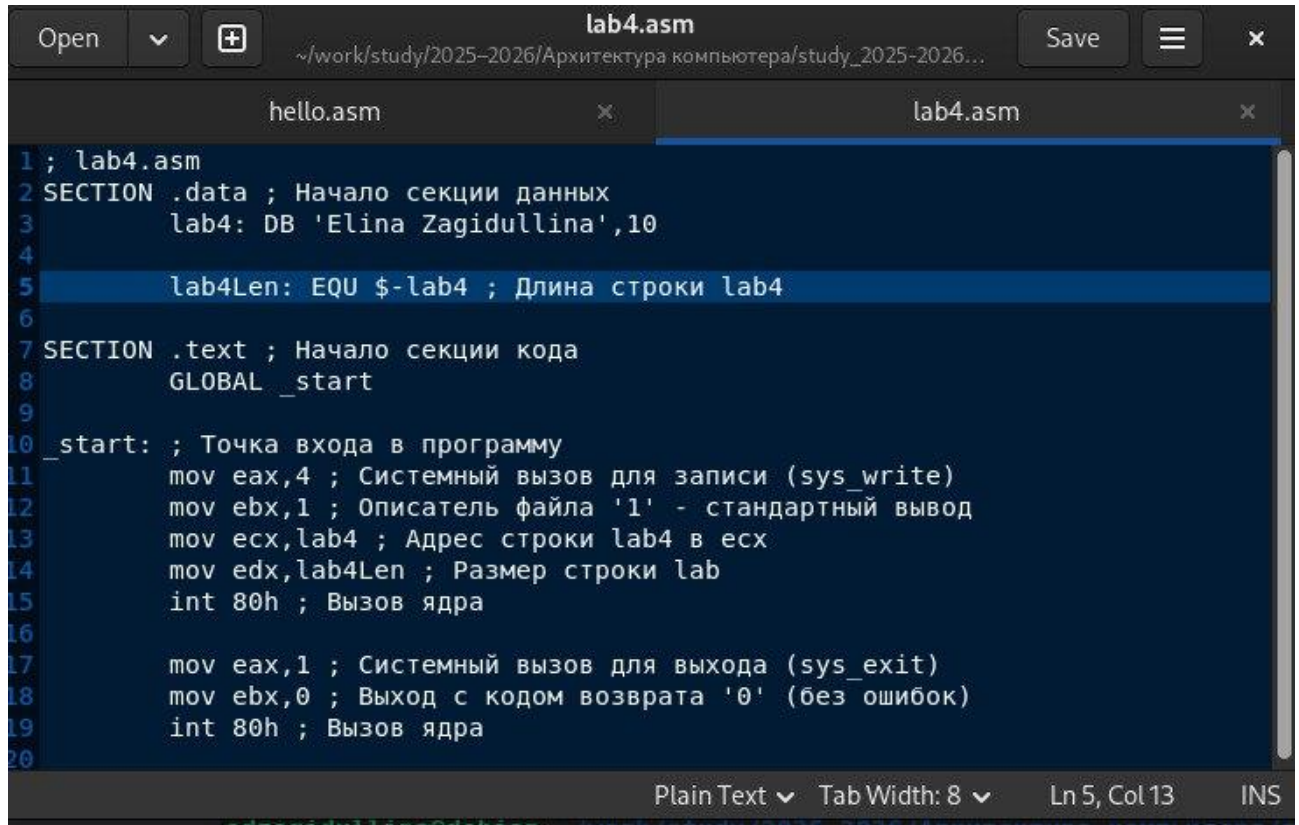 Open
lab4.asm
~/work/study/2025–2026/Архитектура компьютера/study_2025-2026...
Save
hello.asm
lab4.asm
1 ; lab4.asm
2 SECTION .data ; Начало секции данных
3 lab4: DB 'Elina Zagidullina',10
4
5 lab4Len: EQU $-lab4 ; Длина строки lab4
6
7 SECTION .text ; Начало секции кода
8 GLOBAL _start
9
10 _start: ; Точка входа в программу
11 mov eax,4 ; Системный вызов для записи (sys_write)
12 mov ebx,1 ; Описатель файла '1' - стандартный вывод
13 mov ecx,lab4 ; Адрес строки lab4 в ecx
14 mov edx,lab4Len ; Размер строки lab
15 int 80h ; Вызов ядра
16
17 mov eax,1 ; Системный вызов для выхода (sys_exit)
18 mov ebx,0 ; Выход с кодом возврата '0' (без ошибок)
19 int 80h ; Вызов ядра
20
Plain Text Tab Width: 8 Ln 5, Col 13 INS